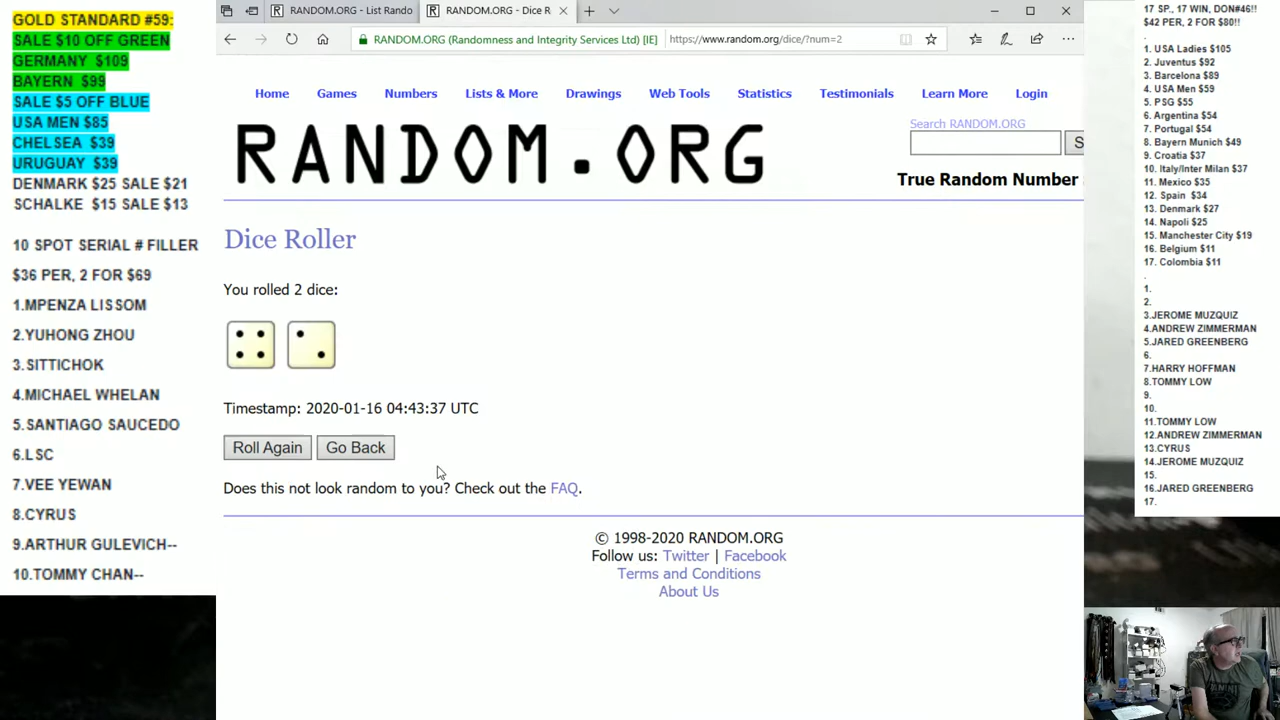 GOLD STANDARD #59:
SALE $10 OFF GREEN
GERMANY $109
BAYERN $99
SALE $5 OFF BLUE
USA MEN $85
CHELSEA $39
URUGUAY $39
DENMARK $25 SALE $21
SCHALKE $15 SALE $13
10 SPOT SERIAL # FILLER
$36 PER, 2 FOR $69
1.MPENZA LISSOM
2.YUHONG ZHOU
3.SITTICHOK
4.MICHAEL WHELAN
5.SANTIAGO SAUCEDO
6.LSC
7.VEE YEWAN
8.CYRUS
9.ARTHUR GULEVICH--
10.TOMMY CHAN--
RANDOM.ORG - List Rando
RANDOM.ORG - Dice R
RANDOM.ORG (Randomness and Integrity Services Ltd) [IE]
https://www.random.org/dice/?num=2
Home Games Numbers Lists & More Drawings Web Tools Statistics Testimonials Learn More Login
RANDOM.ORG
Search RANDOM.ORG
S
True Random Number
Dice Roller
You rolled 2 dice:
Timestamp: 2020-01-16 04:43:37 UTC
Roll Again Go Back
Does this not look random to you? Check out the FAQ.
© 1998-2020 RANDOM.ORG
Follow us: Twitter | Facebook
Terms and Conditions
About Us
17 SP., 17 WIN, DON#46!!
$42 PER, 2 FOR $80!!
.
1. USA Ladies $105
2. Juventus $92
3. Barcelona $89
4. USA Men $59
5. PSG $55
6. Argentina $54
7. Portugal $54
8. Bayern Munich $49
9. Croatia $37
10. Italy/Inter Milan $37
11. Mexico $35
12. Spain $34
13. Denmark $27
14. Napoli $25
15. Manchester City $19
16. Belgium $11
17. Colombia $11
.
1.
2.
3.JEROME MUZQUIZ
4.ANDREW ZIMMERMAN
5.JARED GREENBERG
6.
7.HARRY HOFFMAN
8.TOMMY LOW
9.
10.
11.TOMMY LOW
12.ANDREW ZIMMERMAN
13.CYRUS
14.JEROME MUZQUIZ
15.
16.JARED GREENBERG
17.